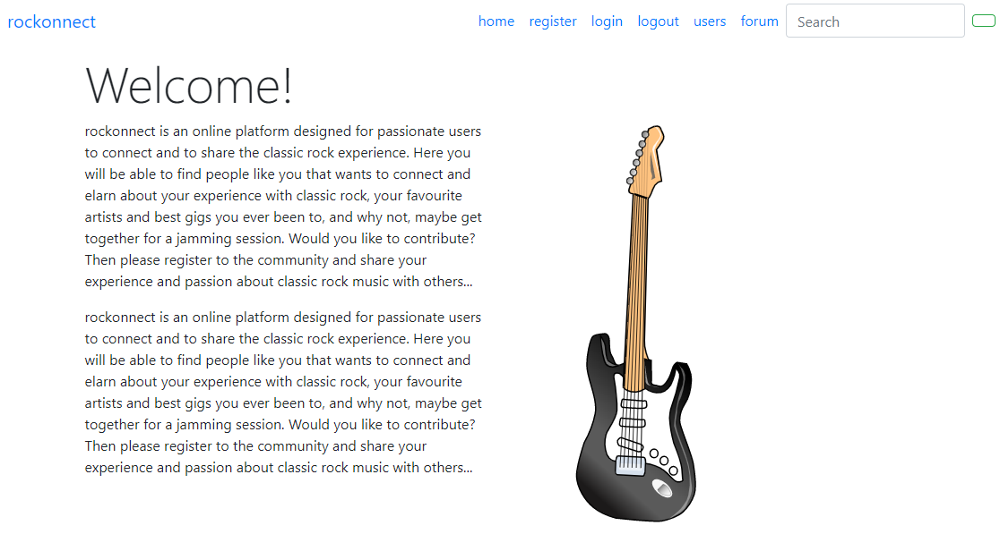 rockonnect home register login logout users forum Search
Welcome!
rockonnect is an online platform designed for passionate users
to connect and to share the classic rock experience. Here you
will be able to find people like you that wants to connect and
elarn about your experience with classic rock, your favourite
artists and best gigs you ever been to, and why not, maybe get
together for a jamming session. Would you like to contribute?
Then please register to the community and share your
experience and passion about classic rock music with others...
rockonnect is an online platform designed for passionate users
to connect and to share the classic rock experience. Here you
will be able to find people like you that wants to connect and
elarn about your experience with classic rock, your favourite
artists and best gigs you ever been to, and why not, maybe get
together for a jamming session. Would you like to contribute?
Then please register to the community and share your
experience and passion about classic rock music with others...